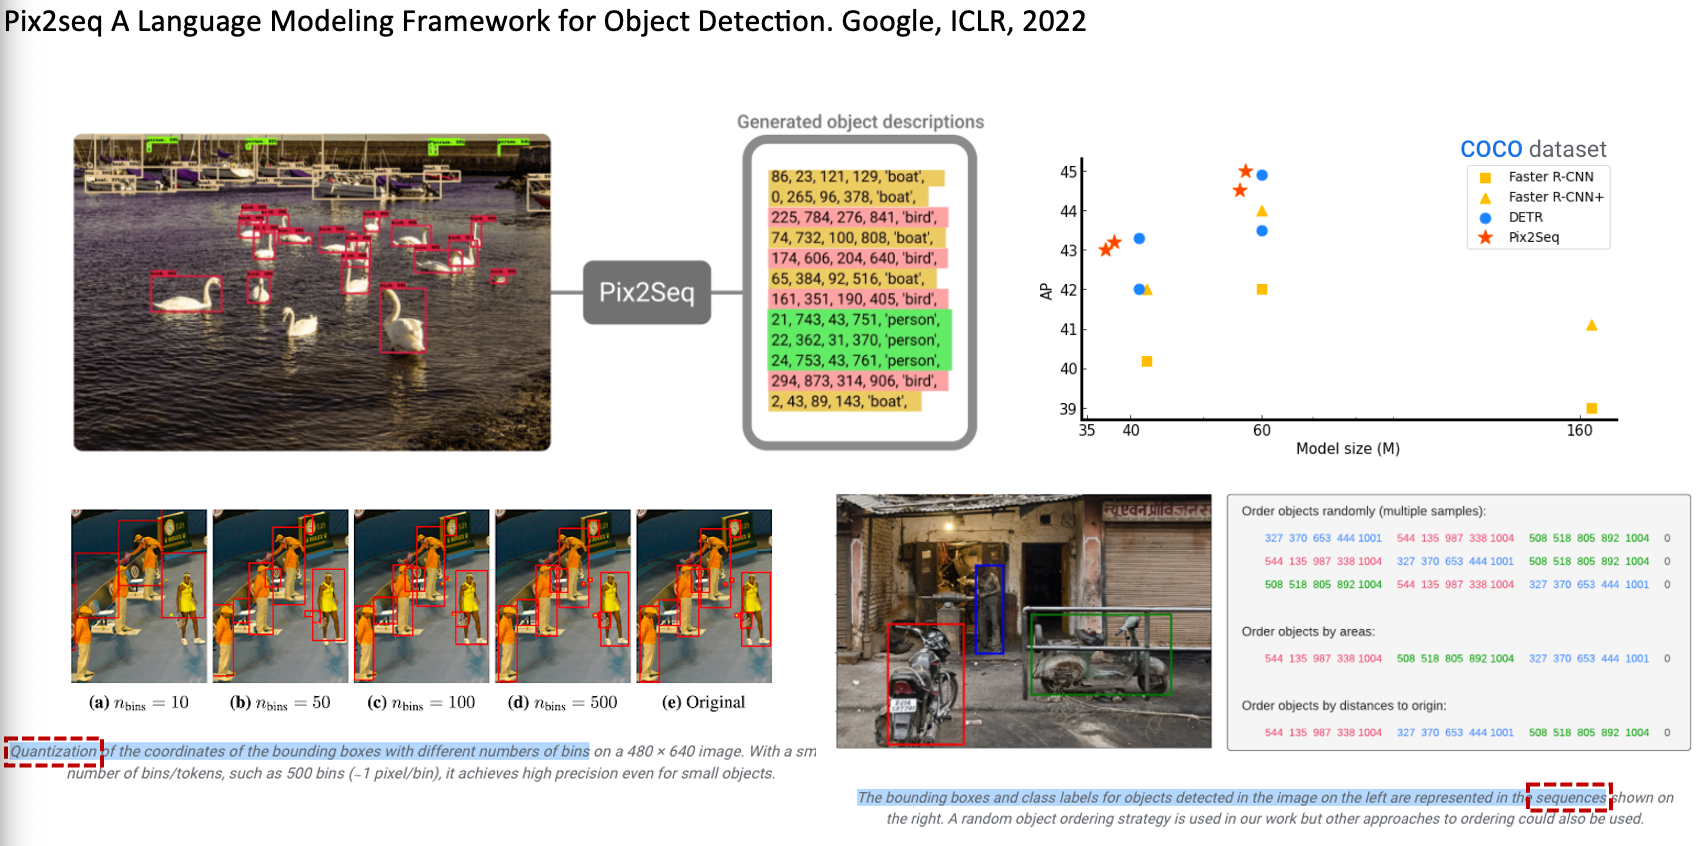 Pix2seq A Language Modeling Framework for Object Detection. Google, ICLR, 2022
Generated object descriptions
86, 23, 121, 129, 'boat',
0, 265, 96, 378, 'boat',
225, 784, 276, 841, 'bird',
74, 732, 100, 808, 'boat',
174, 606, 204, 640, 'bird',
65, 384, 92, 516, 'boat',
161, 351, 190, 405, 'bird',
21, 743, 43, 751, 'person',
22, 362, 31, 370, 'person',
24, 753, 43, 761, 'person',
294, 873, 314, 906, 'bird',
2, 43, 89, 143, 'boat',
Pix2Seq
COCO dataset
Faster R-CNN
Faster R-CNN+
DETR
Pix2Seq
45
44
43
42
41
40
39
AP
35 40 60 160
Model size (M)
(a) nbins = 10
(b) nbins = 50
(c) nbins = 100
(d) nbins = 500
(e) Original
Quantization of the coordinates of the bounding boxes with different numbers of bins on a 480 × 640 image. With a sm
number of bins/tokens, such as 500 bins (~1 pixel/bin), it achieves high precision even for small objects.
Order objects randomly (multiple samples):
327 370 653 444 1001 544 135 987 338 1004 508 518 805 892 1004 0
544 135 987 338 1004 327 370 653 444 1001 508 518 805 892 1004 0
508 518 805 892 1004 544 135 987 338 1004 327 370 653 444 1001 0
Order objects by areas:
544 135 987 338 1004 508 518 805 892 1004 327 370 653 444 1001 0
Order objects by distances to origin:
544 135 987 338 1004 327 370 653 444 1001 508 518 805 892 1004 0
The bounding boxes and class labels for objects detected in the image on the left are represented in the sequences shown on
the right. A random object ordering strategy is used in our work but other approaches to ordering could also be used.